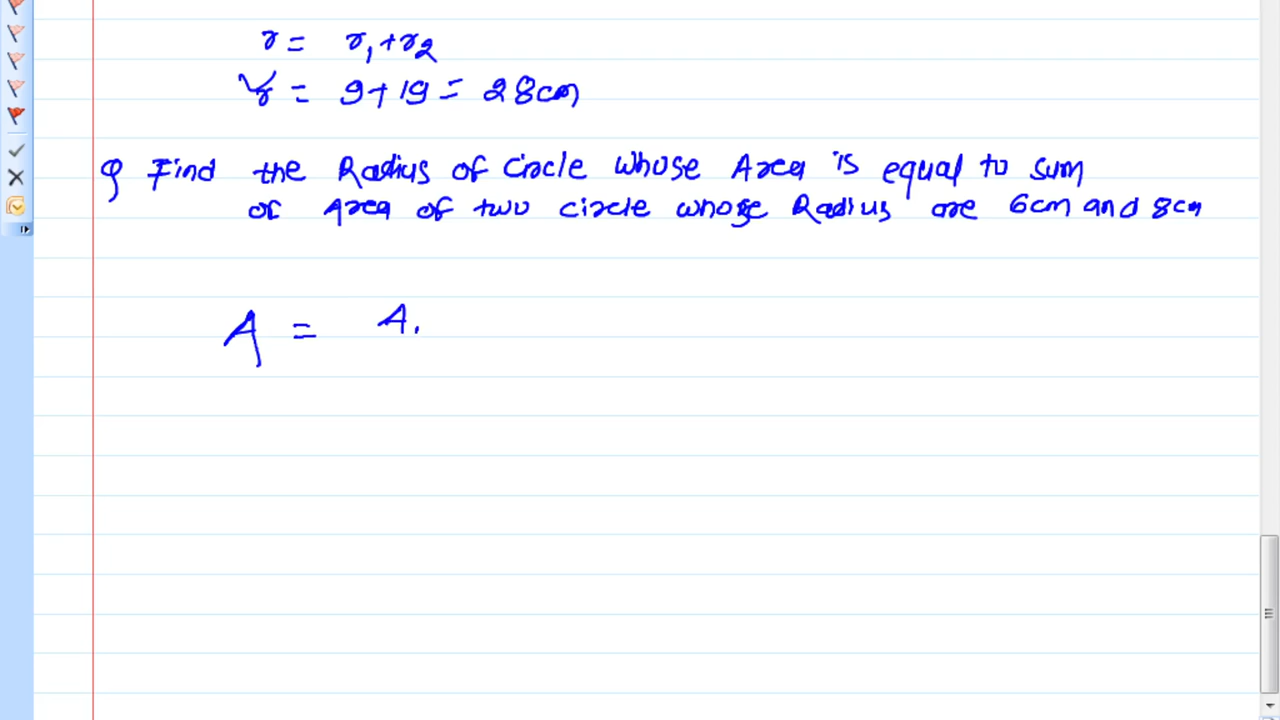 r = r₁+r₂
r = 9+19 = 28cm
Q Find the Radius of Circle whose Area is equal to sum
of Area of two circle whose Radius are 6cm and 8cm
A = A.